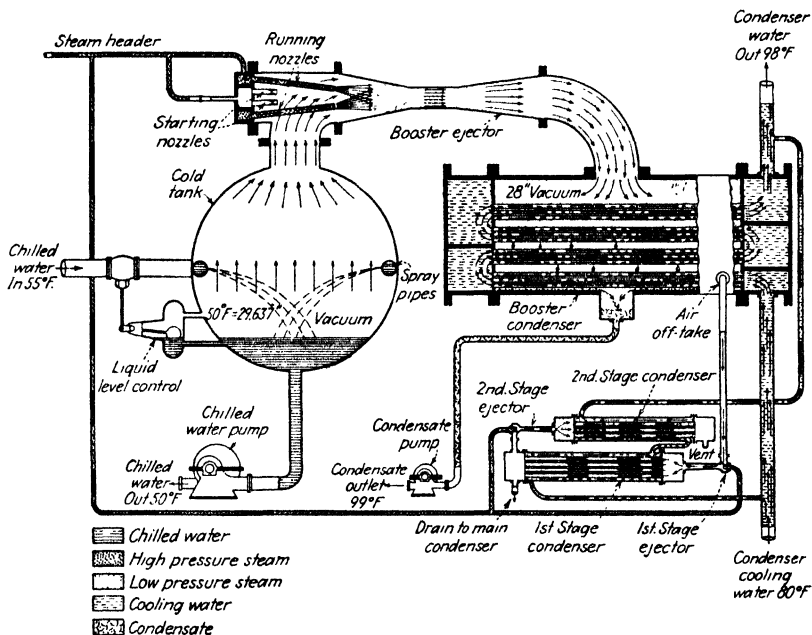 Steam header
Running
nozzles
Starting
nozzles
Booster ejector
Condenser
water
Out 98°F
Cold
tank
28" Vacuum
Chilled
water
In 55°F.
50°F = 29.637"
Vacuum
Spray
pipes
Liquid
level control
Booster
condenser
Air
off-take
Chilled
water pump
Chilled
water
Out 50°F
Condensate
pump
Condensate
outlet
99°F
2nd. Stage
ejector
2nd. Stage condenser
Vent
Drain to main
condenser
1st. Stage
condenser
1st. Stage
ejector
Condenser
cooling
water 80°F
Chilled water
High pressure steam
Low pressure steam
Cooling water
Condensate